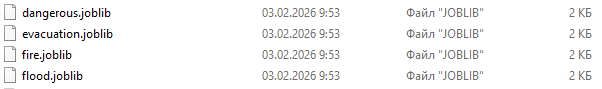 dangerous.joblib 03.02.2026 9:53 Файл "JOBLIB" 2 КБ
evacuation.joblib 03.02.2026 9:53 Файл "JOBLIB" 2 КБ
fire.joblib 03.02.2026 9:53 Файл "JOBLIB" 2 КБ
flood.joblib 03.02.2026 9:53 Файл "JOBLIB" 2 КБ